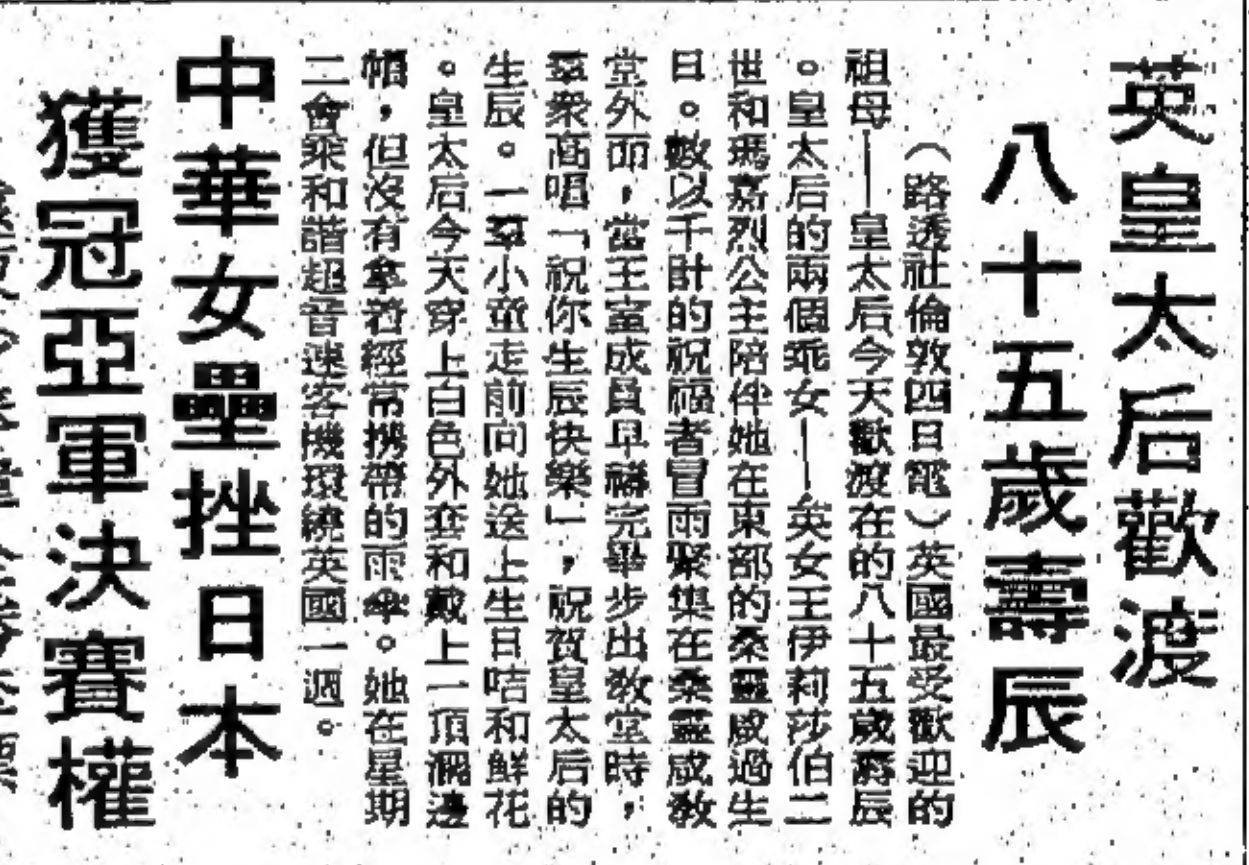 英皇太后歡渡
八十五歲壽辰
(路透社倫敦四日電)英國最受歡迎的
祖母——皇太后今天歡渡在的八十五歲壽辰
。皇太后的兩個乖女——英女王伊莉莎伯二
世和瑪嘉烈公主陪伴她在東部的桑靈咸過生
日。數以千計的祝福者冒雨聚集在桑靈咸敎
堂外面,當王室成員早禱完畢步出敎堂時,
羣衆高唱「祝你生辰快樂」,祝賀皇太后的
生辰。一羣小童走前向她送上生日咭和鮮花
。皇太后今天穿上白色外套和戴上一頂濶邊
帽,但沒有拿着經常携帶的雨傘。她在星期
二會乘和諧超音速客機環繞英國一週。
中華女壘挫日本
獲冠亞軍決賽權